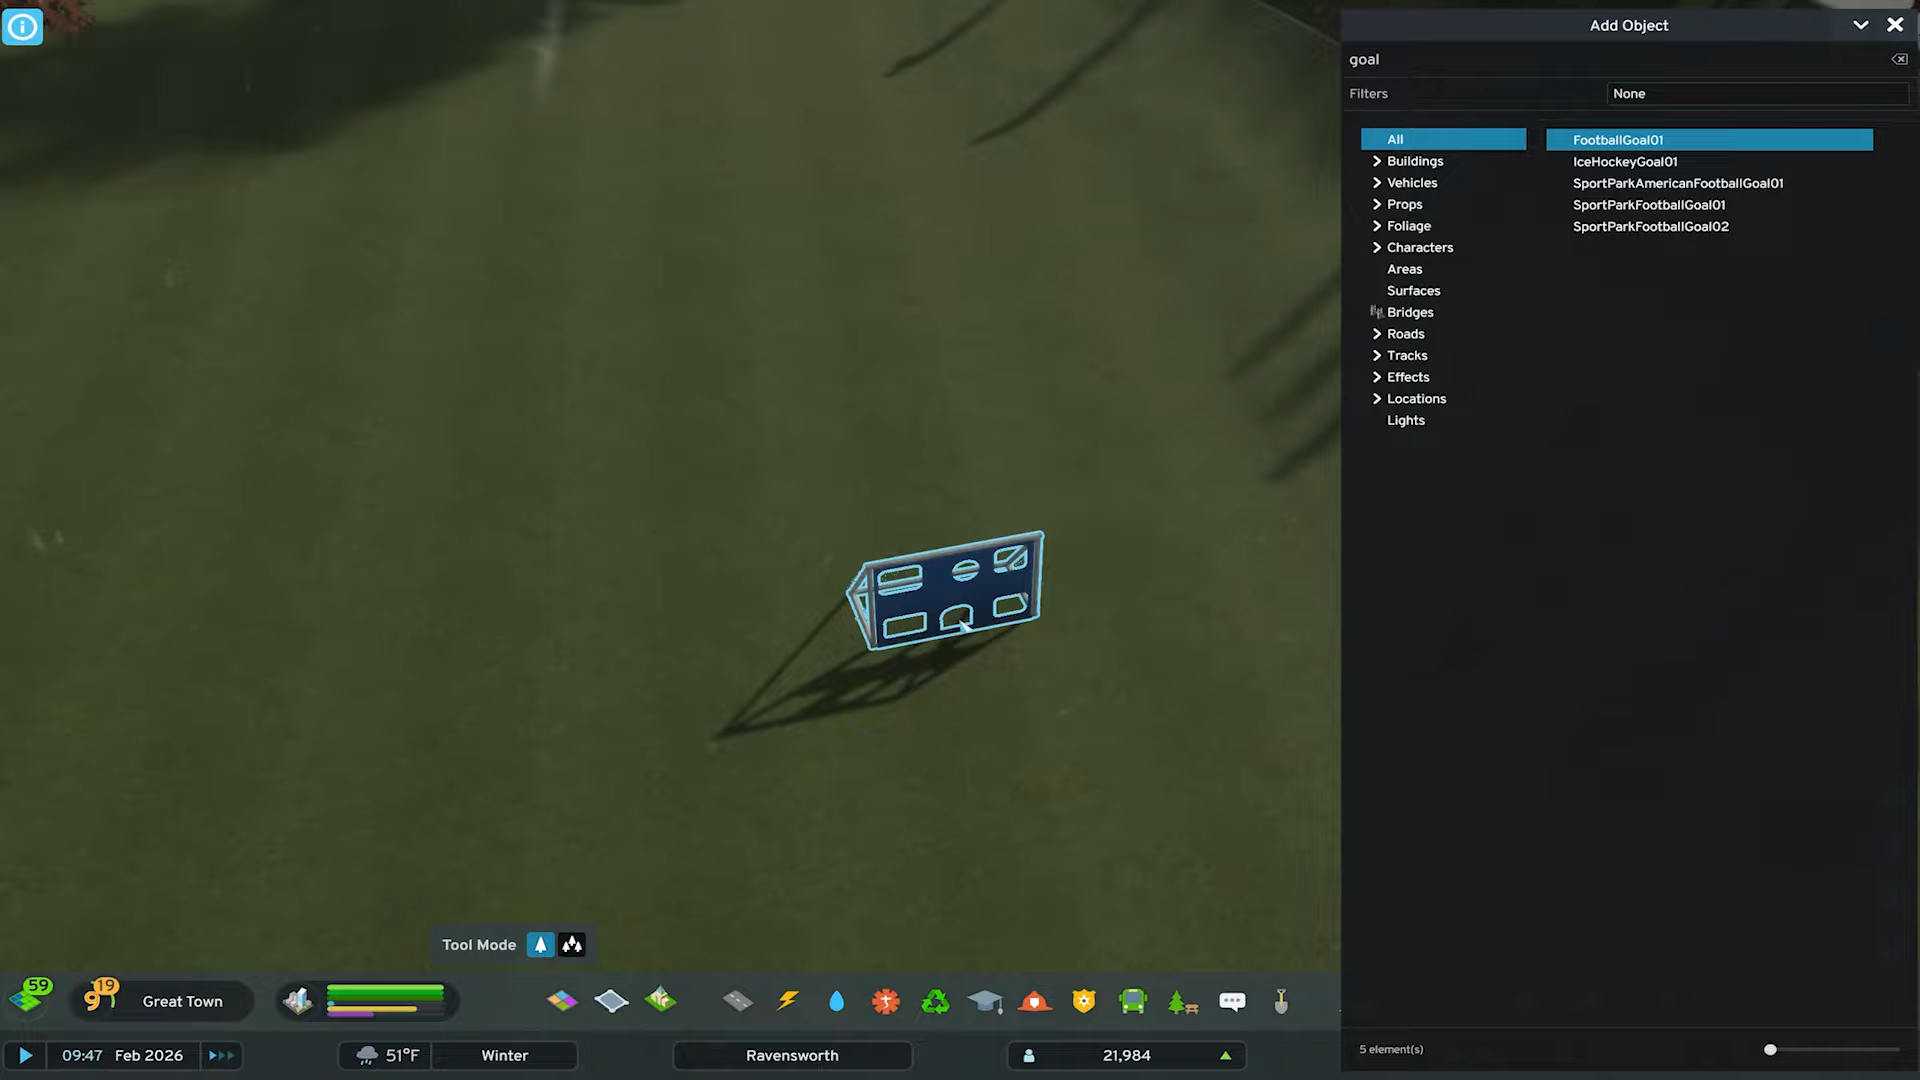 Add Object
goal
Filters
None
All
Buildings
Vehicles
Props
Foliage
Characters
Areas
Surfaces
Bridges
Roads
Tracks
Effects
Locations
Lights
FootballGoal01
IceHockeyGoal01
SportParkAmericanFootballGoal01
SportParkFootballGoal01
SportParkFootballGoal02
5 element(s)
Tool Mode
59
19
Great Town
09:47 Feb 2026
51°F
Winter
Ravensworth
21,984